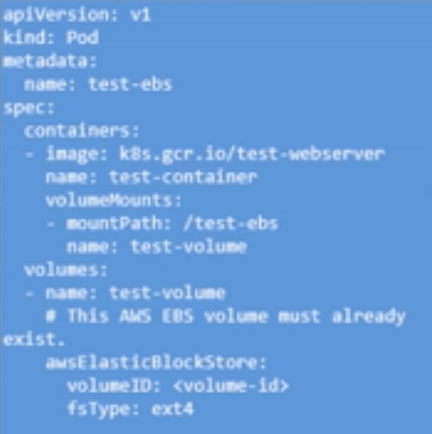 apiVersion: v1
kind: Pod
metadata:
  name: test-ebs
spec:
  containers:
  - image: k8s.gcr.io/test-webserver
    name: test-container
    volumeMounts:
    - mountPath: /test-ebs
      name: test-volume
  volumes:
  - name: test-volume
    # This AWS EBS volume must already
exist.
    awsElasticBlockStore:
      volumeID: <volume-id>
      fsType: ext4